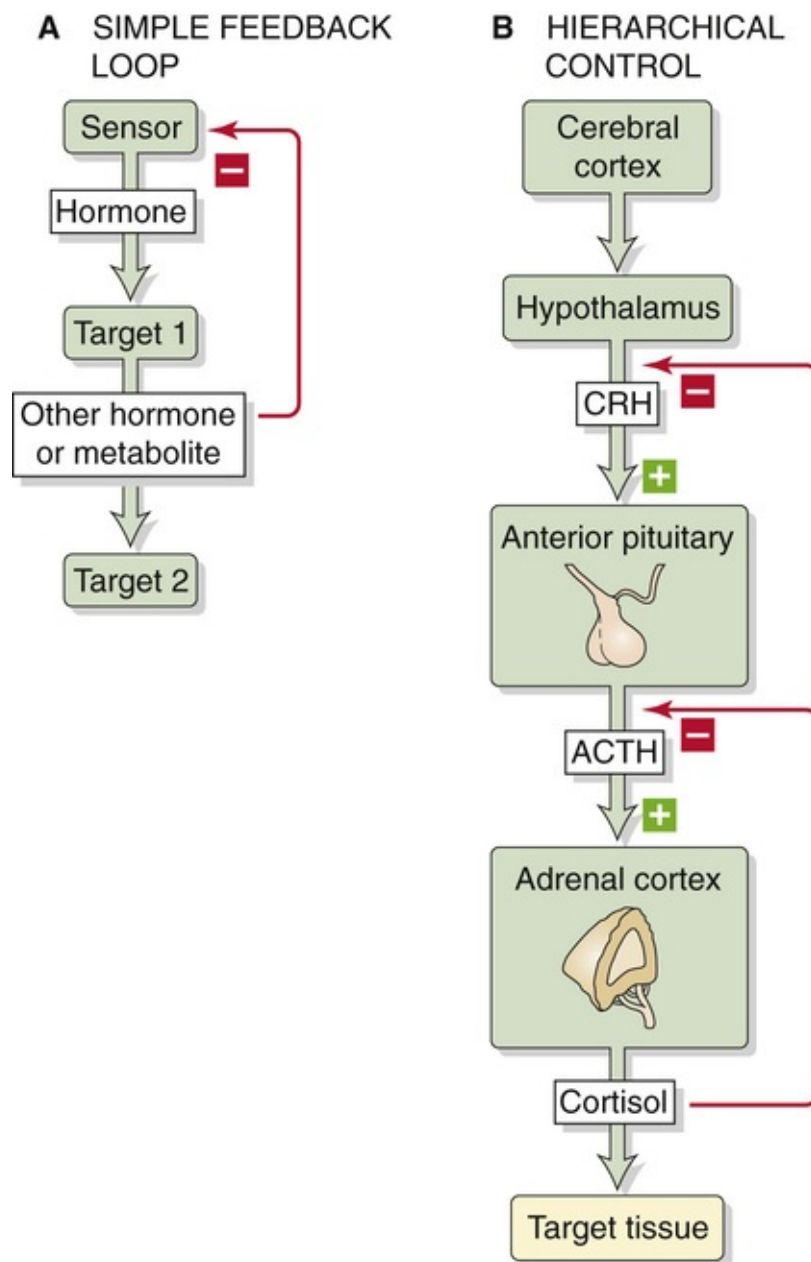 A SIMPLE FEEDBACK
LOOP
Sensor
−
Hormone
Target 1
Other hormone
or metabolite
Target 2
B HIERARCHICAL
CONTROL
Cerebral
cortex
Hypothalamus
−
CRH
+
Anterior pituitary
−
ACTH
+
Adrenal cortex
Cortisol
Target tissue